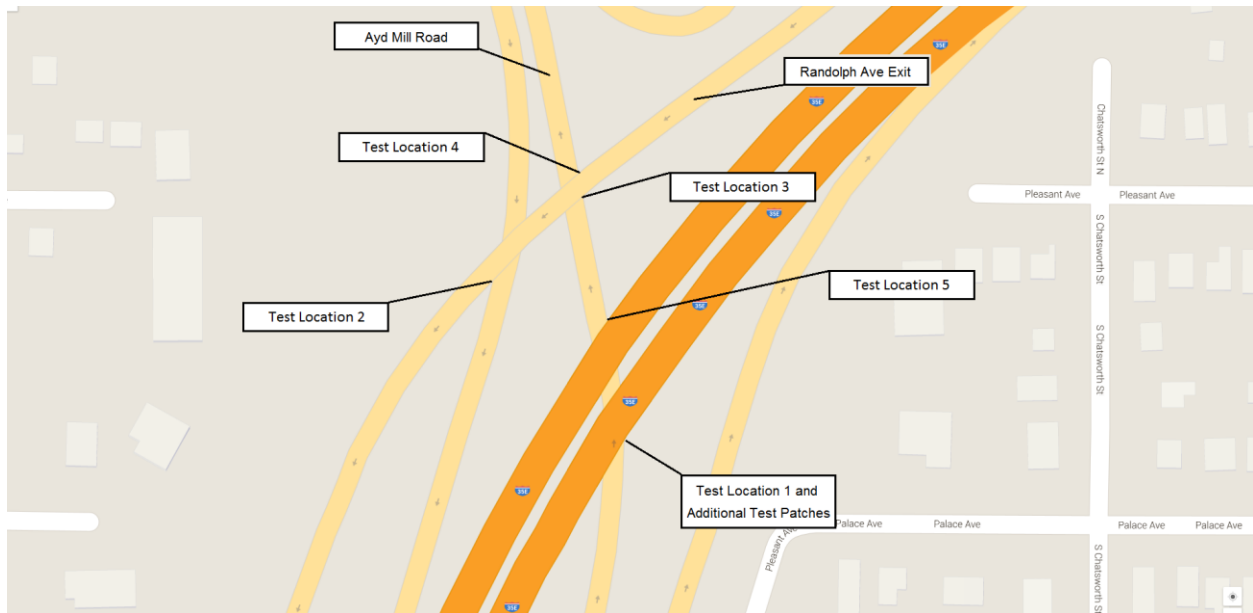 Ayd Mill Road
35E
Randolph Ave Exit
35E
Chatsworth St N
Test Location 4
Test Location 3
Pleasant Ave
Pleasant Ave
35E
S Chatsworth St
Test Location 5
35E
Test Location 2
S Chatsworth St
35E
35E
Test Location 1 and
Additional Test Patches
Palace Ave
Palace Ave
Palace Ave
Palace Ave
Pleasant Ave
S Chatsworth St
35E
35E